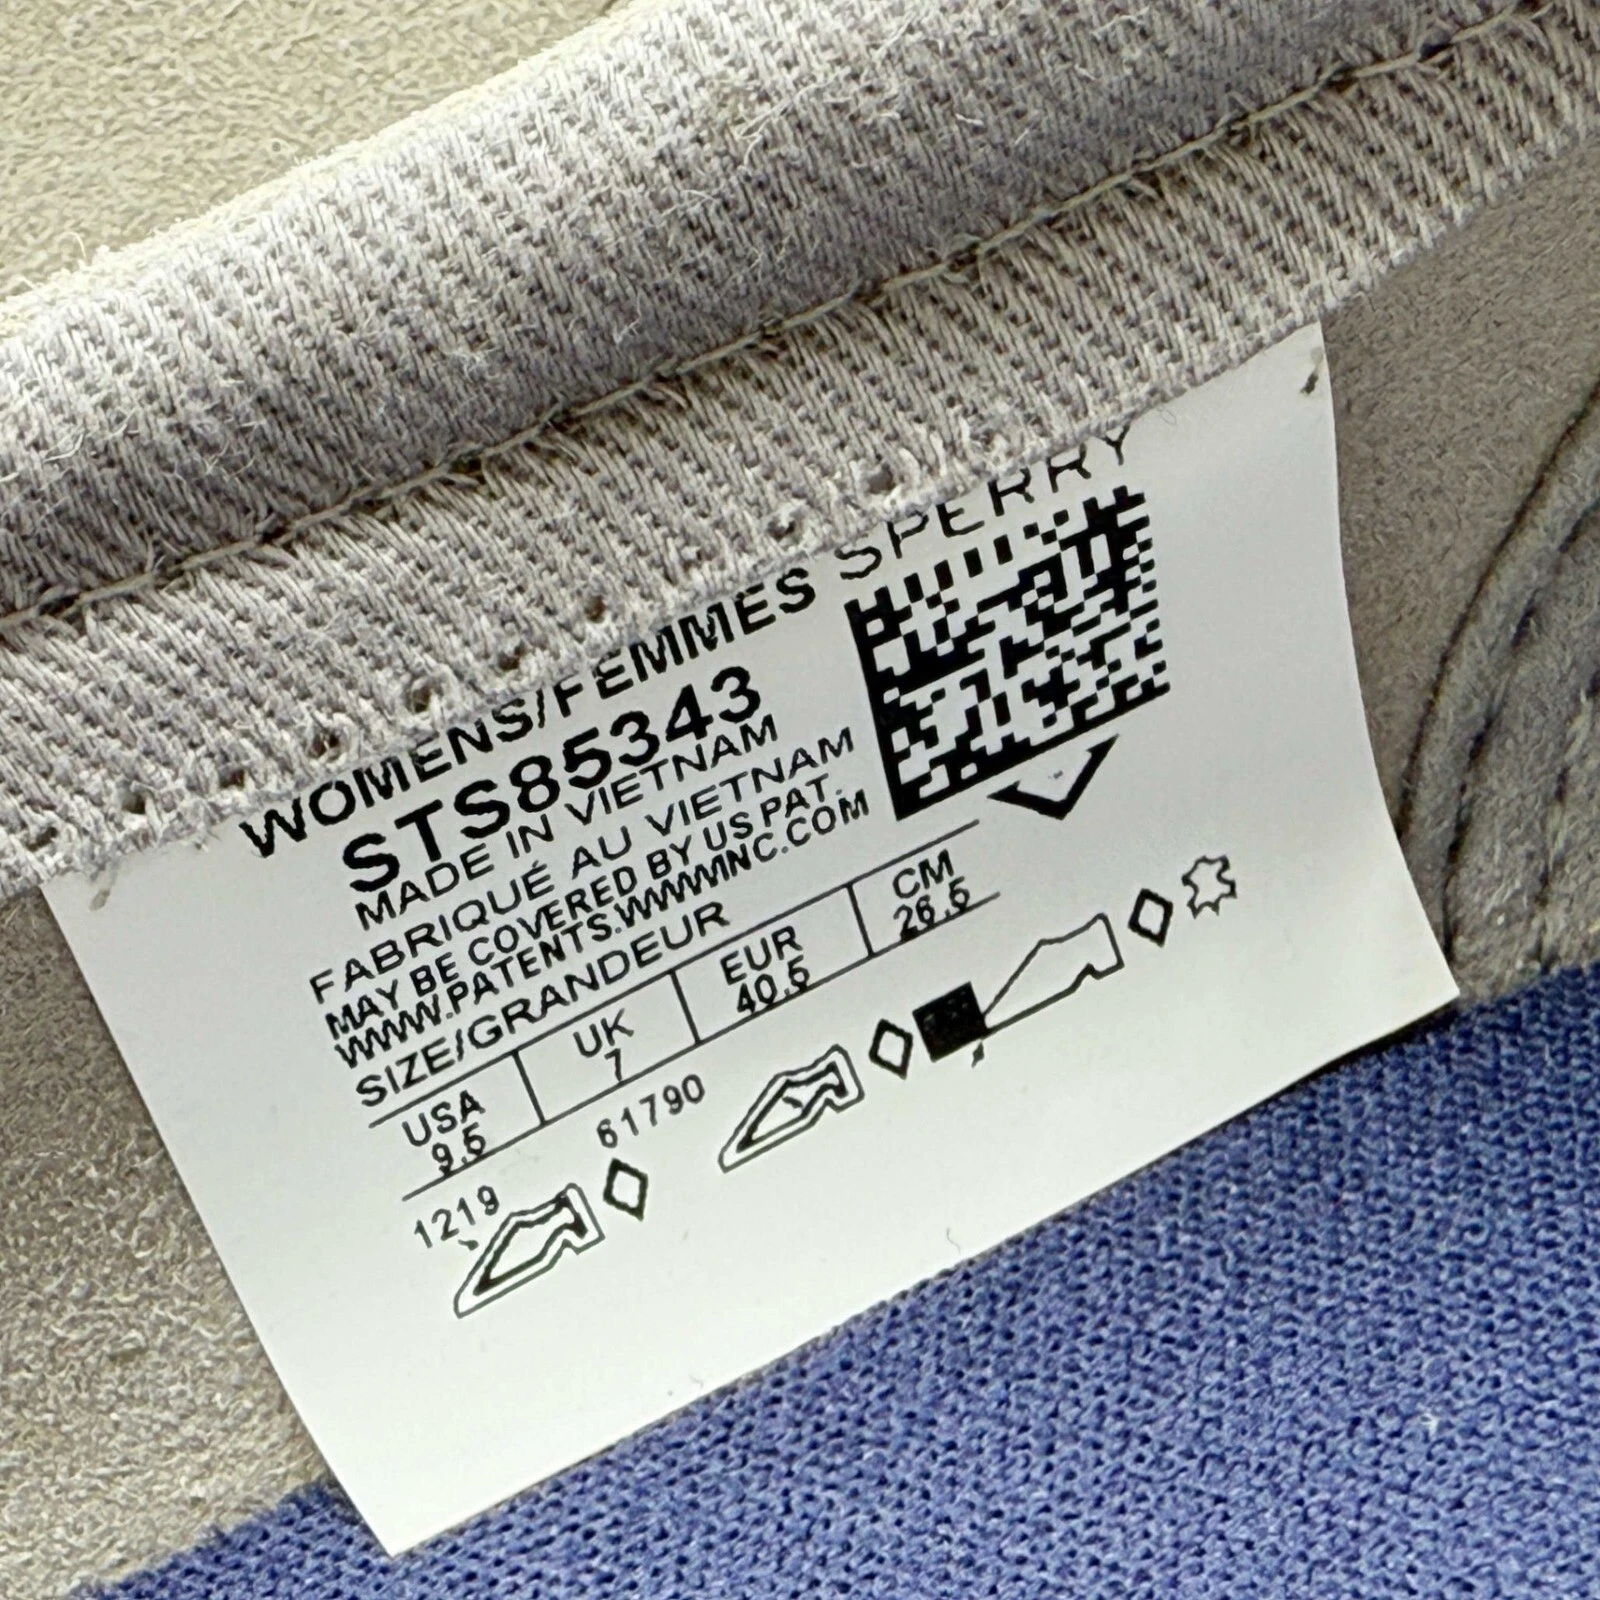 SPERRY
WOMENS/FEMMES
STS85343
MADE IN VIETNAM
FABRIQUÉ AU VIETNAM
MAY BE COVERED BY US PAT.
WWW.PATENTS.WWWINC.COM
SIZE/GRANDEUR
USA UK EUR CM
9.5 7 40.5 26.5
1219 61790